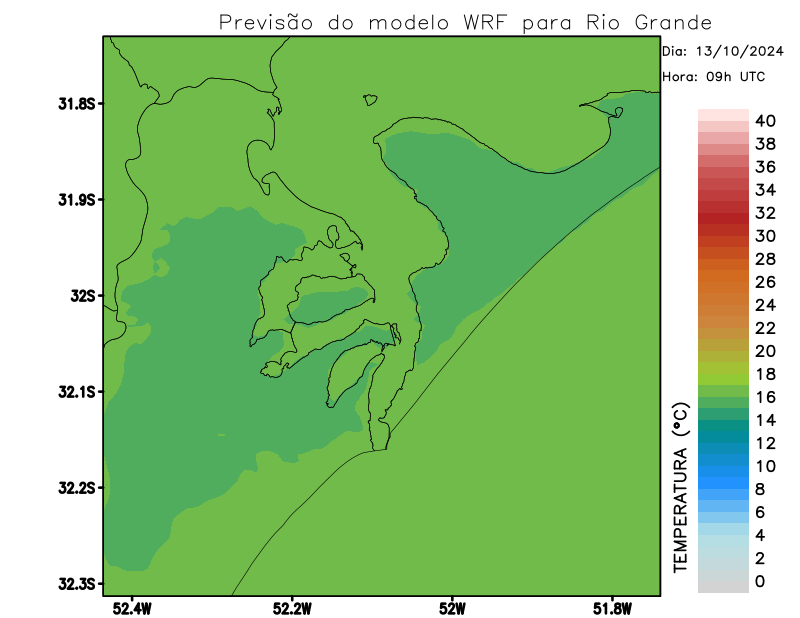 Previsão do modelo WRF para Rio Grande
Dia: 13/10/2024
Hora: 09h UTC
31.8S
31.9S
32S
32.1S
32.2S
32.3S
52.4W
52.2W
52W
51.8W
TEMPERATURA (°C)
40
38
36
34
32
30
28
26
24
22
20
18
16
14
12
10
8
6
4
2
0